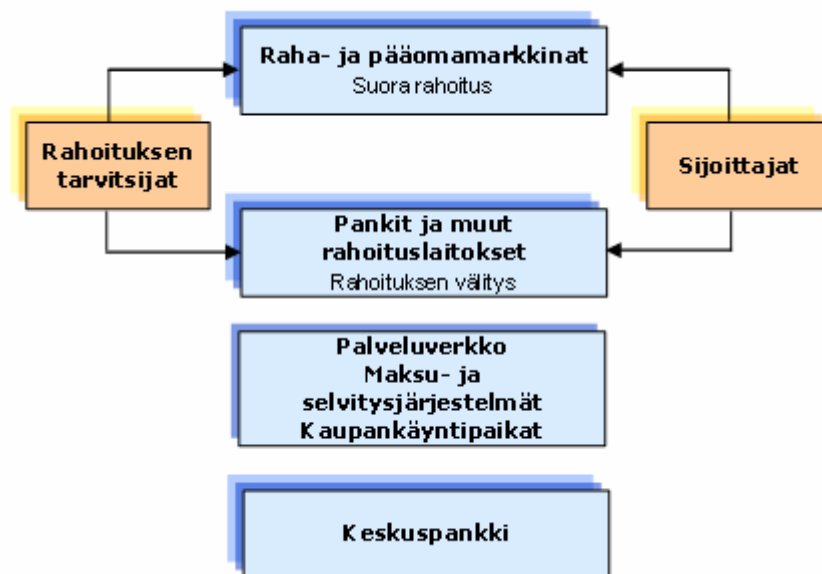 Raha- ja pääomamarkkinat
Suora rahoitus
Rahoituksen
tarvitsijat
Sijoittajat
Pankit ja muut
rahoituslaitokset
Rahoituksen välitys
Palveluverkko
Maksu- ja
selvitysjärjestelmät
Kaupankäyntipaikat
Keskuspankki